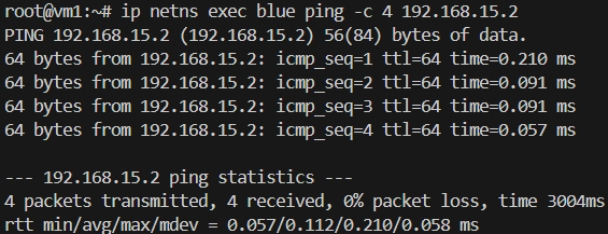 root@vm1:~# ip netns exec blue ping -c 4 192.168.15.2
PING 192.168.15.2 (192.168.15.2) 56(84) bytes of data.
64 bytes from 192.168.15.2: icmp_seq=1 ttl=64 time=0.210 ms
64 bytes from 192.168.15.2: icmp_seq=2 ttl=64 time=0.091 ms
64 bytes from 192.168.15.2: icmp_seq=3 ttl=64 time=0.091 ms
64 bytes from 192.168.15.2: icmp_seq=4 ttl=64 time=0.057 ms

--- 192.168.15.2 ping statistics ---
4 packets transmitted, 4 received, 0% packet loss, time 3004ms
rtt min/avg/max/mdev = 0.057/0.112/0.210/0.058 ms